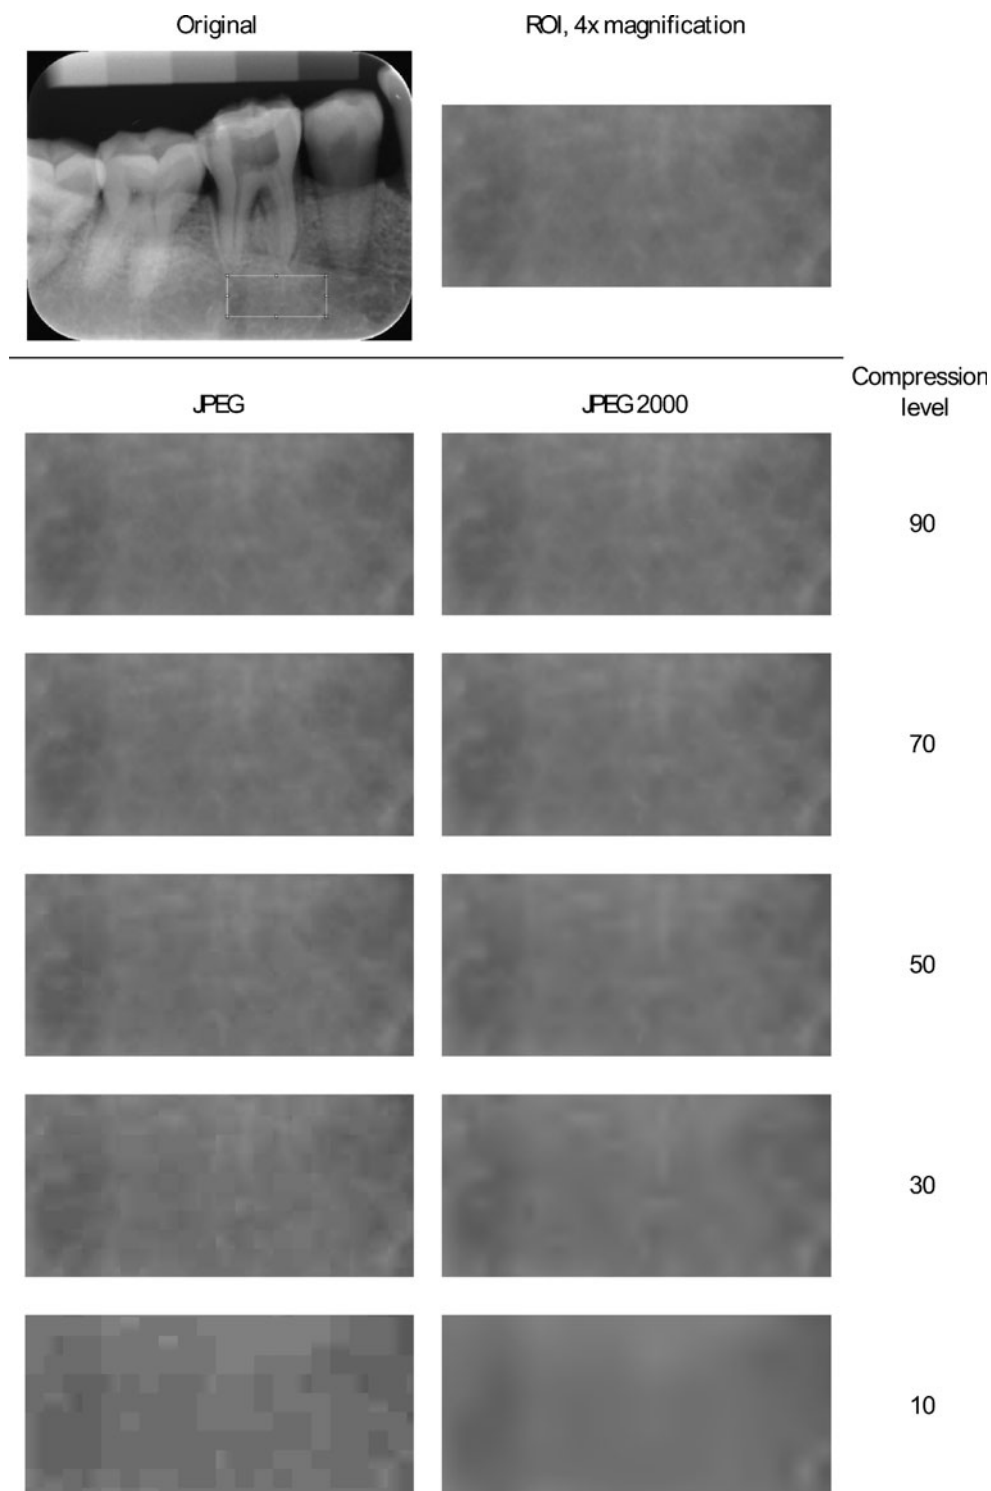 Original
ROI, 4x magnification
Compression
level
JPEG
JPEG 2000
90
70
50
30
10